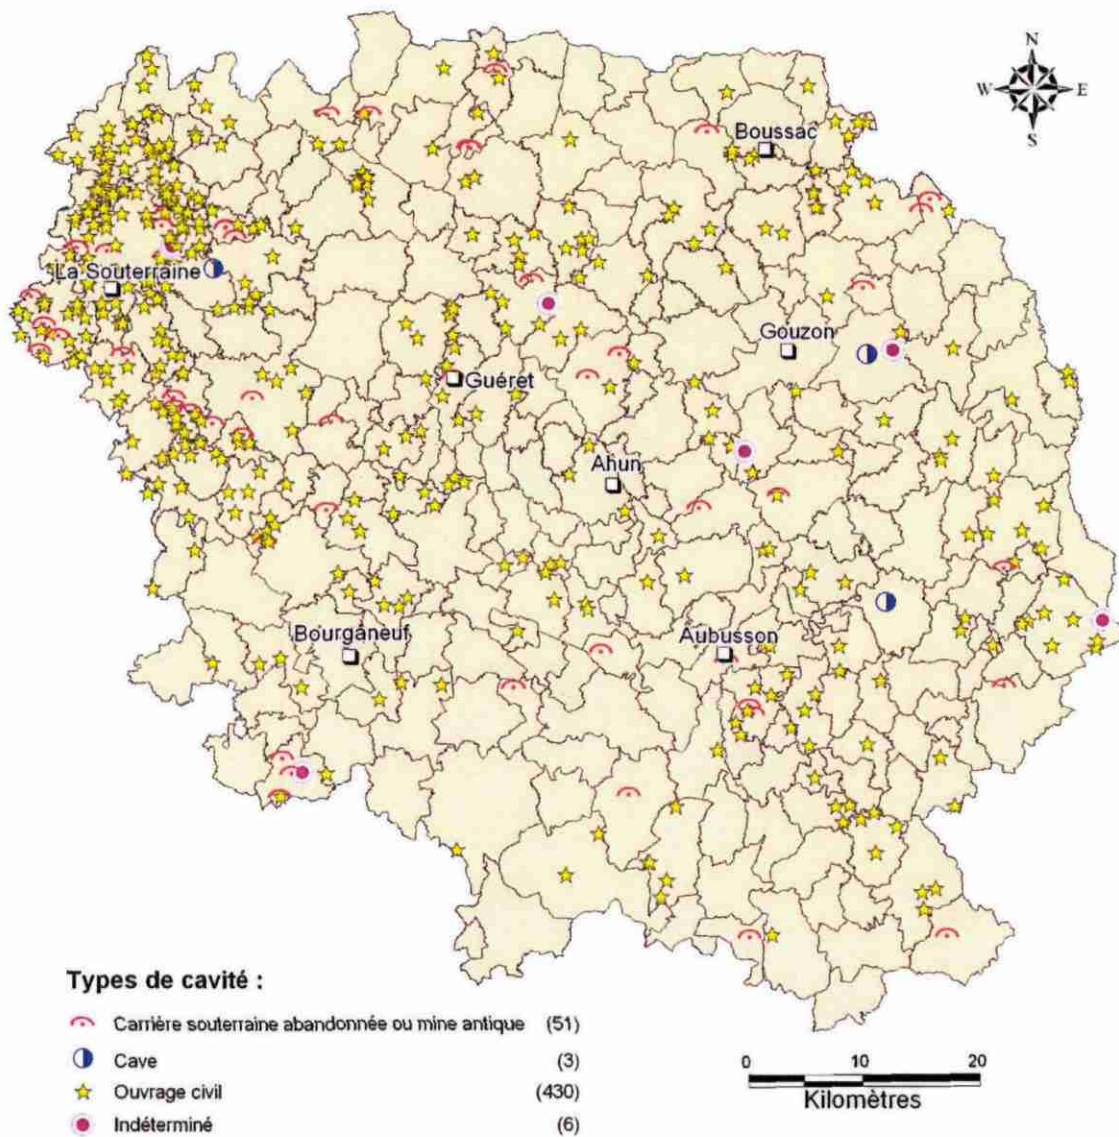 N
W E
S
Boussac
La Souterraine
Gouzon
Guéret
Ahun
Bourganeuf
Aubusson
Types de cavité :
Carrière souterraine abandonnée ou mine antique (51)
Cave (3)
Ouvrage civil (430)
Indéterminé (6)
0 10 20
Kilomètres